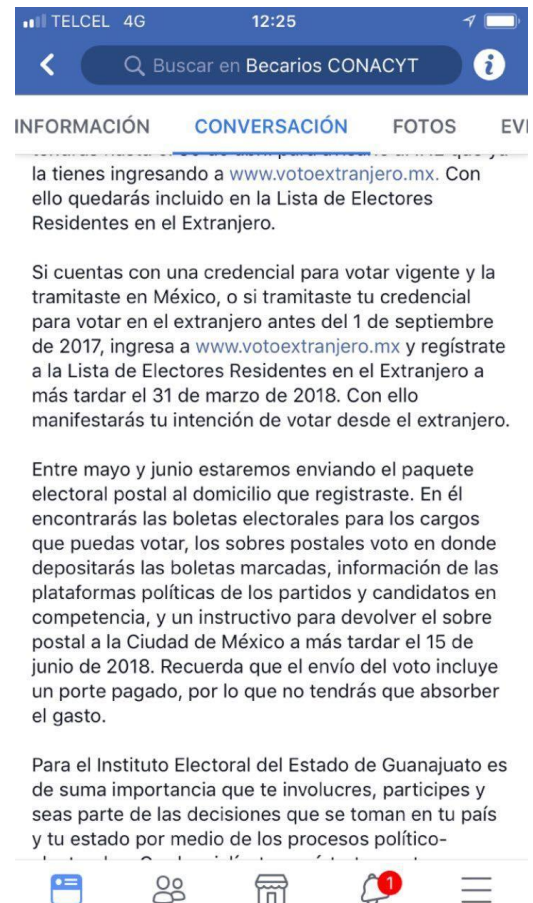 TELCEL 4G 12:25
Buscar en Becarios CONACYT
INFORMACIÓN CONVERSACIÓN FOTOS EVE
la tienes ingresando a www.votoextranjero.mx. Con
ello quedarás incluido en la Lista de Electores
Residentes en el Extranjero.
Si cuentas con una credencial para votar vigente y la
tramitaste en México, o si tramitaste tu credencial
para votar en el extranjero antes del 1 de septiembre
de 2017, ingresa a www.votoextranjero.mx y regístrate
a la Lista de Electores Residentes en el Extranjero a
más tardar el 31 de marzo de 2018. Con ello
manifestarás tu intención de votar desde el extranjero.
Entre mayo y junio estaremos enviando el paquete
electoral postal al domicilio que registraste. En él
encontrarás las boletas electorales para los cargos
que puedas votar, los sobres postales voto en donde
depositarás las boletas marcadas, información de las
plataformas políticas de los partidos y candidatos en
competencia, y un instructivo para devolver el sobre
postal a la Ciudad de México a más tardar el 15 de
junio de 2018. Recuerda que el envío del voto incluye
un porte pagado, por lo que no tendrás que absorber
el gasto.
Para el Instituto Electoral del Estado de Guanajuato es
de suma importancia que te involucres, participes y
seas parte de las decisiones que se toman en tu país
y tu estado por medio de los procesos político-
1